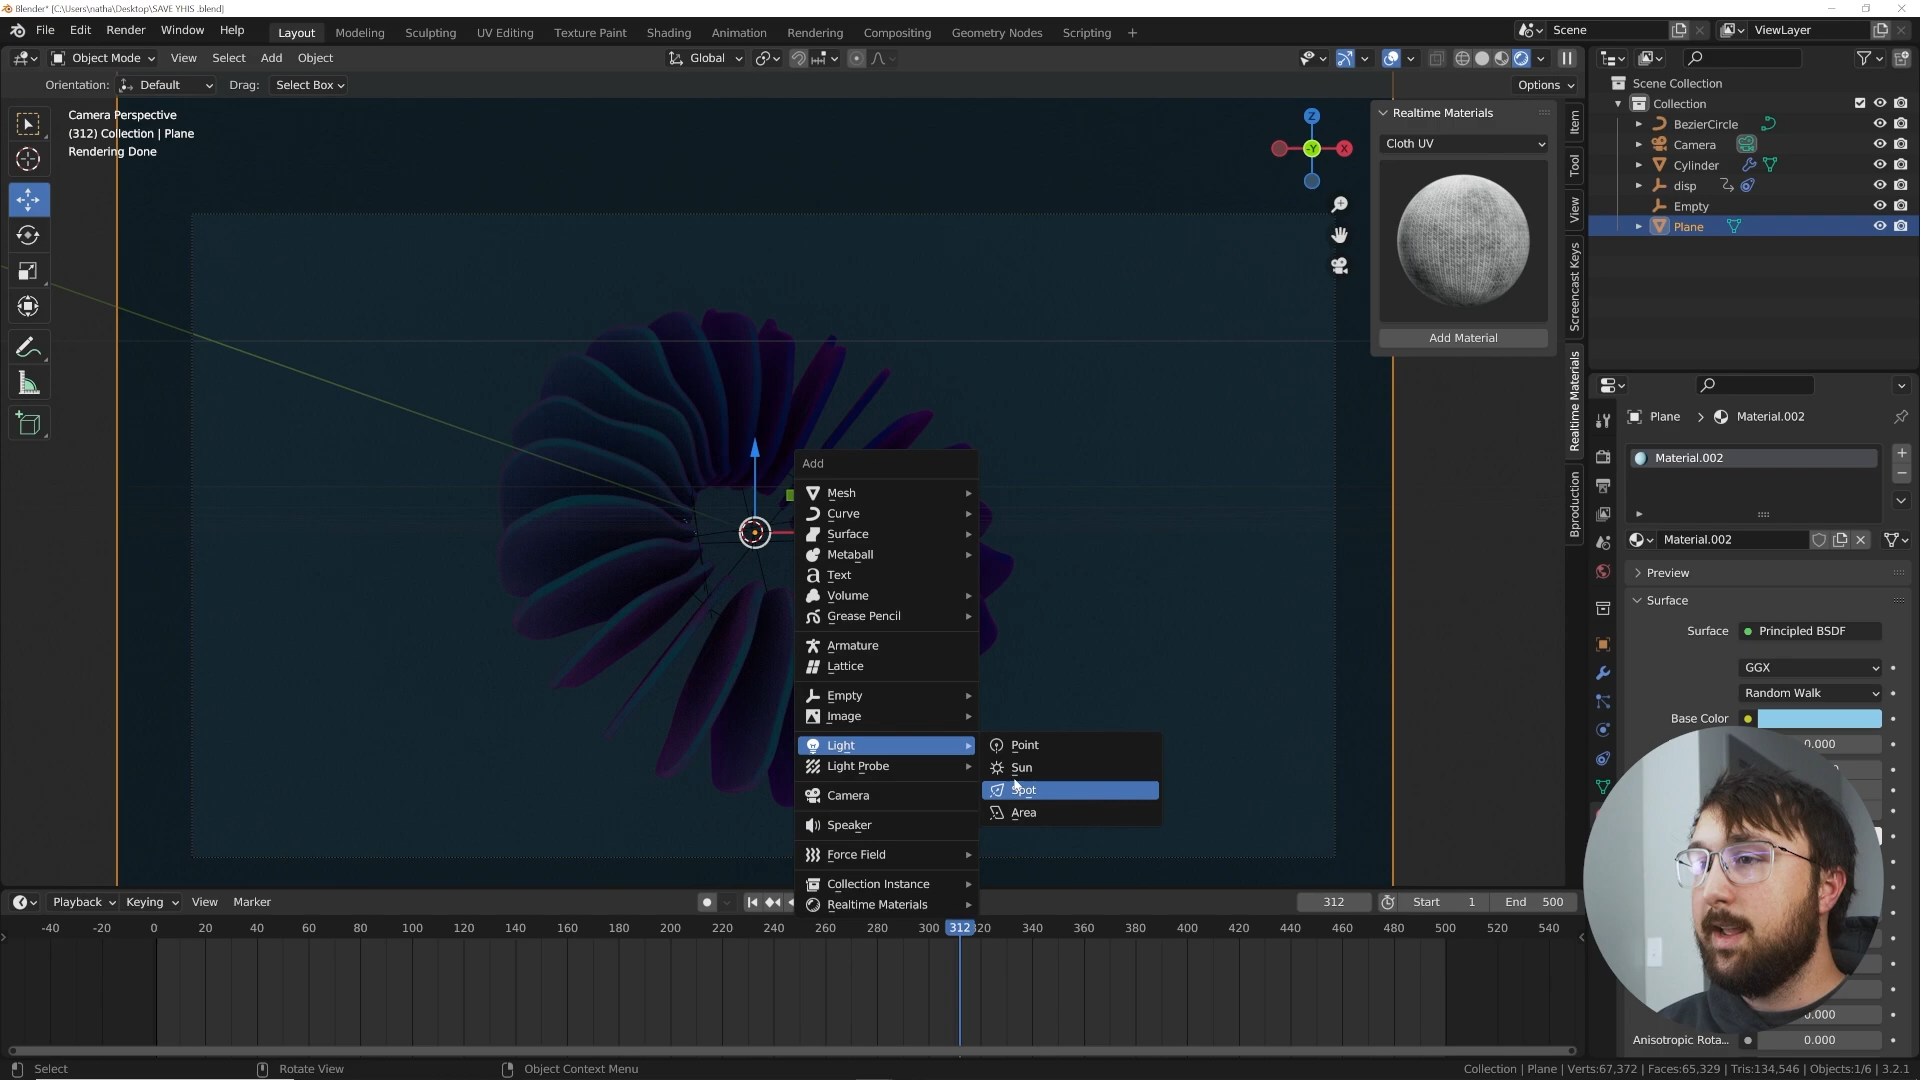 Blender* [C:\Users\natha\Desktop\SAVE YHIS .blend]
File Edit Render Window Help
Layout Modeling Sculpting UV Editing Texture Paint Shading Animation Rendering Compositing Geometry Nodes Scripting +
Scene
ViewLayer
Object Mode View Select Add Object
Global
Orientation: Default Drag: Select Box
Options
Camera Perspective
(312) Collection | Plane
Rendering Done
Z
-Y
X
Realtime Materials
Cloth UV
Add Material
Item
Tool
View
Screencast Keys
Realtime Materials
Bproduction
Scene Collection
Collection
BezierCircle
Camera
Cylinder
disp
Empty
Plane
Plane > Material.002
Material.002
Material.002
Preview
Surface
Surface Principled BSDF
GGX
Random Walk
Base Color
0.000
0.000
Anisotropic Rota... 0.000
Add
Mesh
Curve
Surface
Metaball
Text
Volume
Grease Pencil
Armature
Lattice
Empty
Image
Light
Light Probe
Camera
Speaker
Force Field
Collection Instance
Realtime Materials
Point
Sun
Spot
Area
Playback Keying View Marker
312 Start 1 End 500
-40 -20 0 20 40 60 80 100 120 140 160 180 200 220 240 260 280 300 312 320 340 360 380 400 420 440 460 480 500 520 540
Select Rotate View Object Context Menu
Collection | Plane | Verts:67,372 | Faces:65,329 | Tris:134,546 | Objects:1/6 | 3.2.1